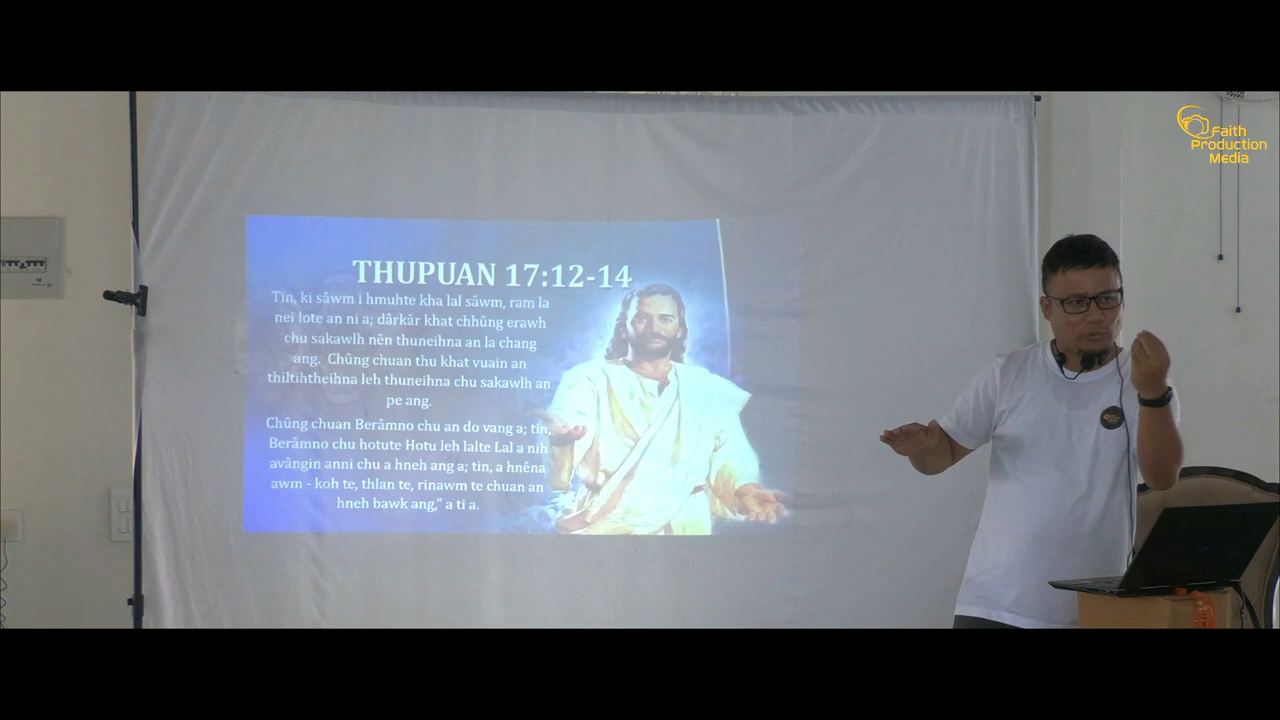 THUPUAN 17:12-14
Tin, ki sâwm i hmuhte kha lal sâwm, ram la
nei lote an ni a; dârkâr khat chhûng erawh
chu sakawlh nên thuneihna an la chang
ang. Chûng chuan thu khat vuain an
thiltihtheihna leh thuneihna chu sakawlh an
pe ang.
Chûng chuan Berâmno chu an do vang a; tin,
Berâmno chu hotute Hotu leh lalte Lal a nih
avângin anni chu a hneh ang a; tin, a hnêna
awm - koh te, thlan te, rinawm te chuan an
hneh bawk ang,” a ti a.
Faith
Production
Media